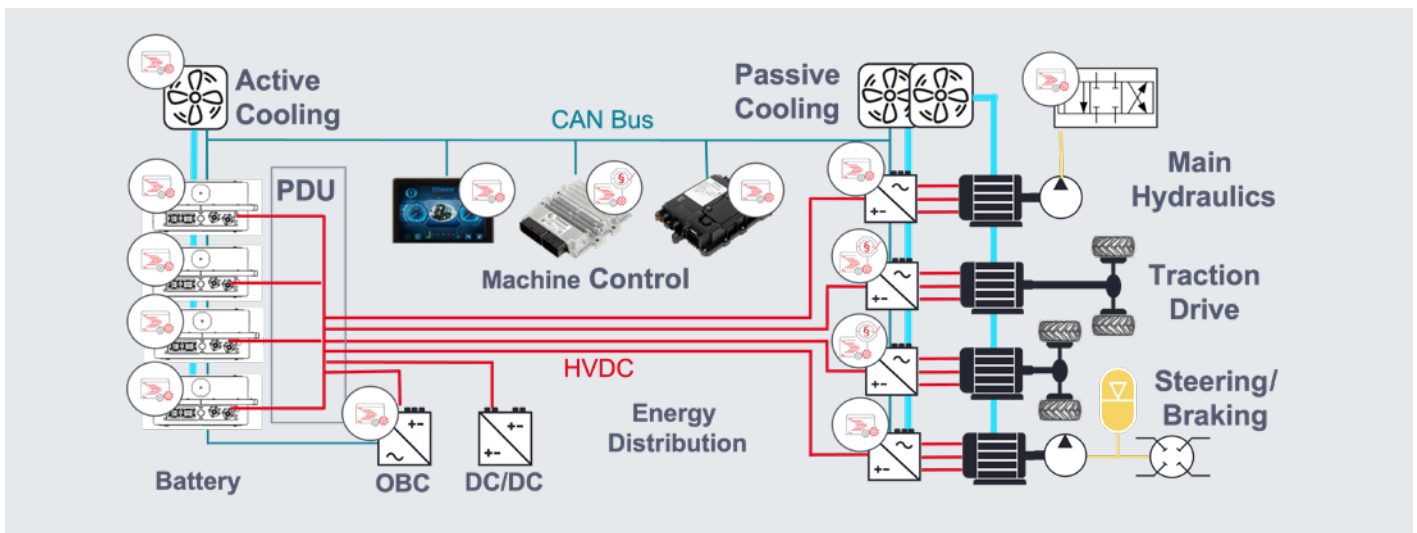 Active
Cooling
Passive
Cooling
CAN Bus
PDU
Main
Hydraulics
Machine Control
Traction
Drive
HVDC
Energy
Distribution
Steering/
Braking
Battery
OBC
DC/DC